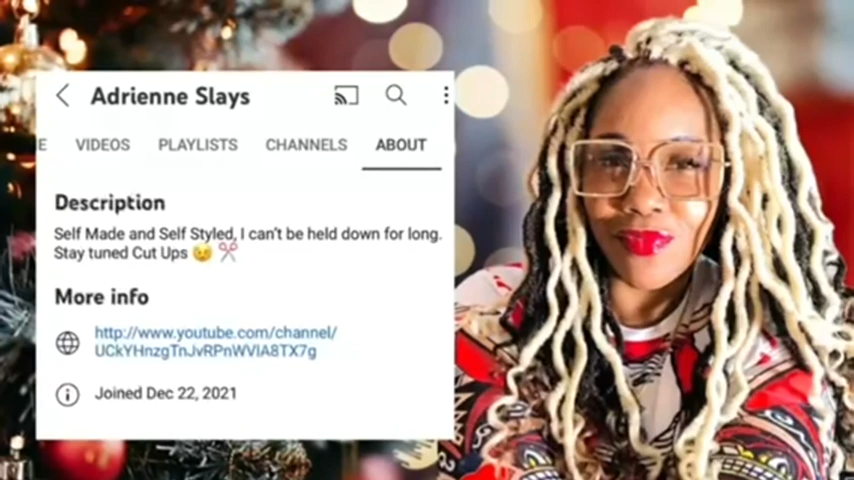 Adrienne Slays
E VIDEOS PLAYLISTS CHANNELS ABOUT
Description
Self Made and Self Styled, I can't be held down for long.
Stay tuned Cut Ups 😉 ✂️
More info
http://www.youtube.com/channel/
UCkYHnzgTnJvRPnWVIA8TX7g
Joined Dec 22, 2021